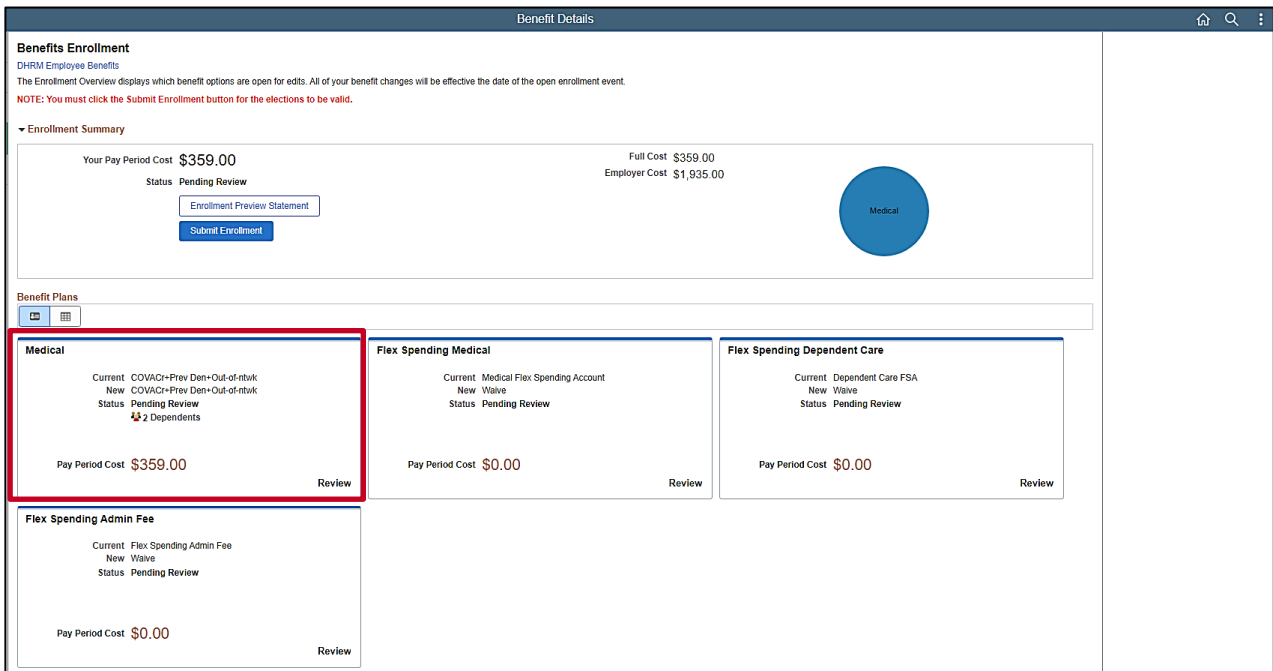 Benefit Details
Benefits Enrollment
DHRM Employee Benefits
The Enrollment Overview displays which benefit options are open for edits. All of your benefit changes will be effective the date of the open enrollment event.
NOTE: You must click the Submit Enrollment button for the elections to be valid.
Enrollment Summary
Your Pay Period Cost $359.00
Status Pending Review
Enrollment Preview Statement
Submit Enrollment
Full Cost $359.00
Employer Cost $1,935.00
Medical
Benefit Plans
Medical
Current COVACr+Prev Den+Out-of-ntwk
New COVACr+Prev Den+Out-of-ntwk
Status Pending Review
2 Dependents
Pay Period Cost $359.00
Review
Flex Spending Medical
Current Medical Flex Spending Account
New Waive
Status Pending Review
Pay Period Cost $0.00
Review
Flex Spending Dependent Care
Current Dependent Care FSA
New Waive
Status Pending Review
Pay Period Cost $0.00
Review
Flex Spending Admin Fee
Current Flex Spending Admin Fee
New Waive
Status Pending Review
Pay Period Cost $0.00
Review